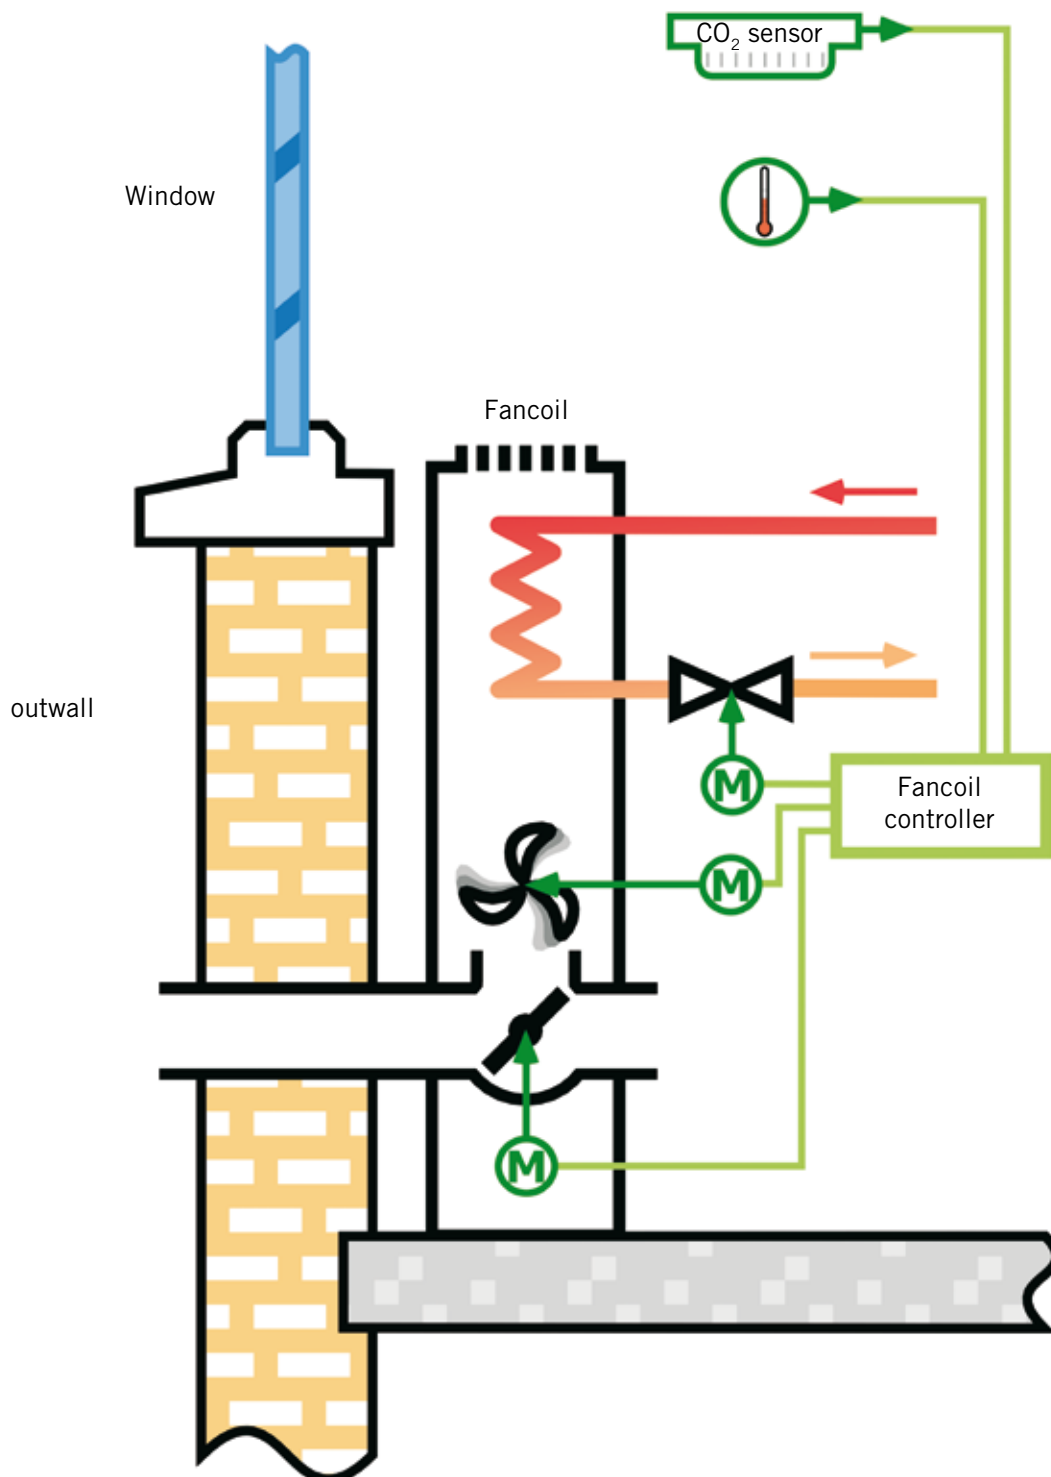 CO₂ sensor
Window
Fancoil
outwall
M
Fancoil
controller
M
M